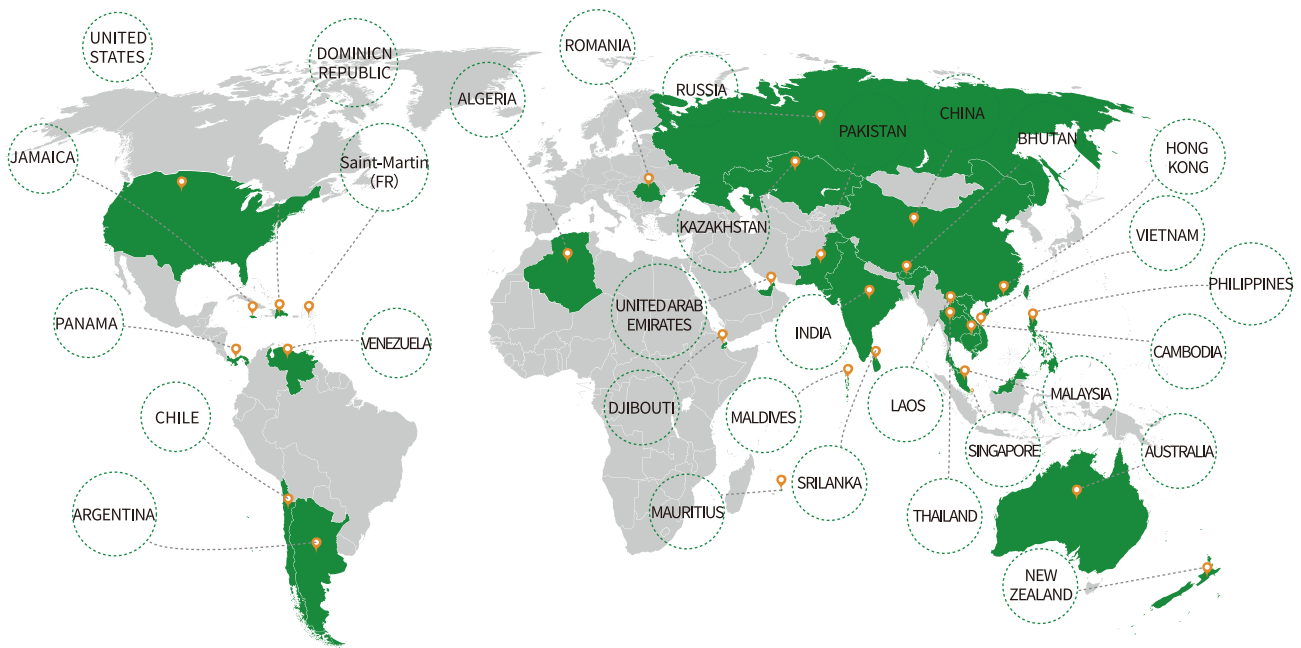 UNITED
STATES
DOMINICN
REPUBLIC
ROMANIA
RUSSIA
ALGERIA
PAKISTAN
CHINA
BHUTAN
HONG
KONG
JAMAICA
Saint-Martin
(FR)
KAZAKHSTAN
VIETNAM
PHILIPPINES
UNITED ARAB
EMIRATES
INDIA
PANAMA
VENEZUELA
CAMBODIA
MALAYSIA
DJIBOUTI
MALDIVES
LAOS
CHILE
SINGAPORE
AUSTRALIA
SRILANKA
MAURITIUS
ARGENTINA
THAILAND
NEW
ZEALAND